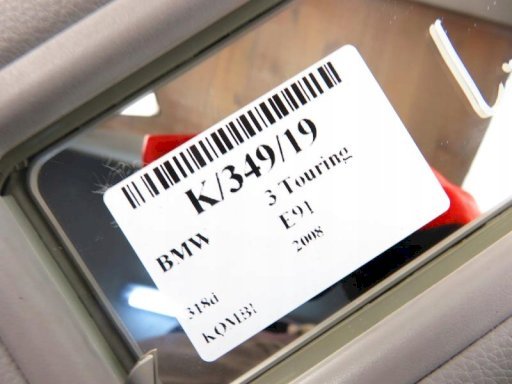 K/349/19
BMW 3 Touring
E91
318d 2008
KOMBI